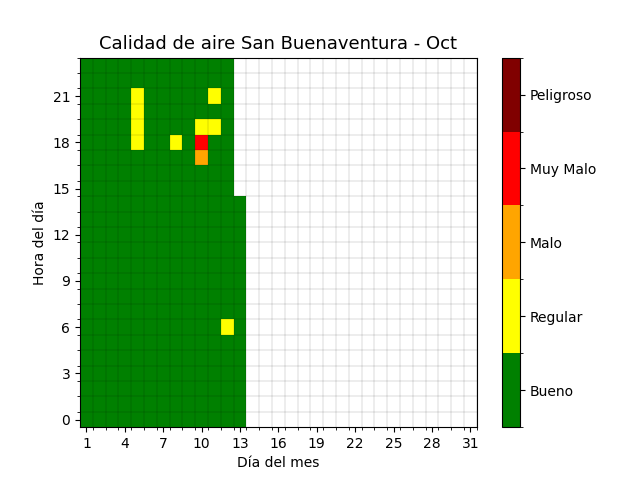 Calidad de aire San Buenaventura - Oct
Hora del día
21
18
15
12
9
6
3
0
1 4 7 10 13 16 19 22 25 28 31
Día del mes
Peligroso
Muy Malo
Malo
Regular
Bueno